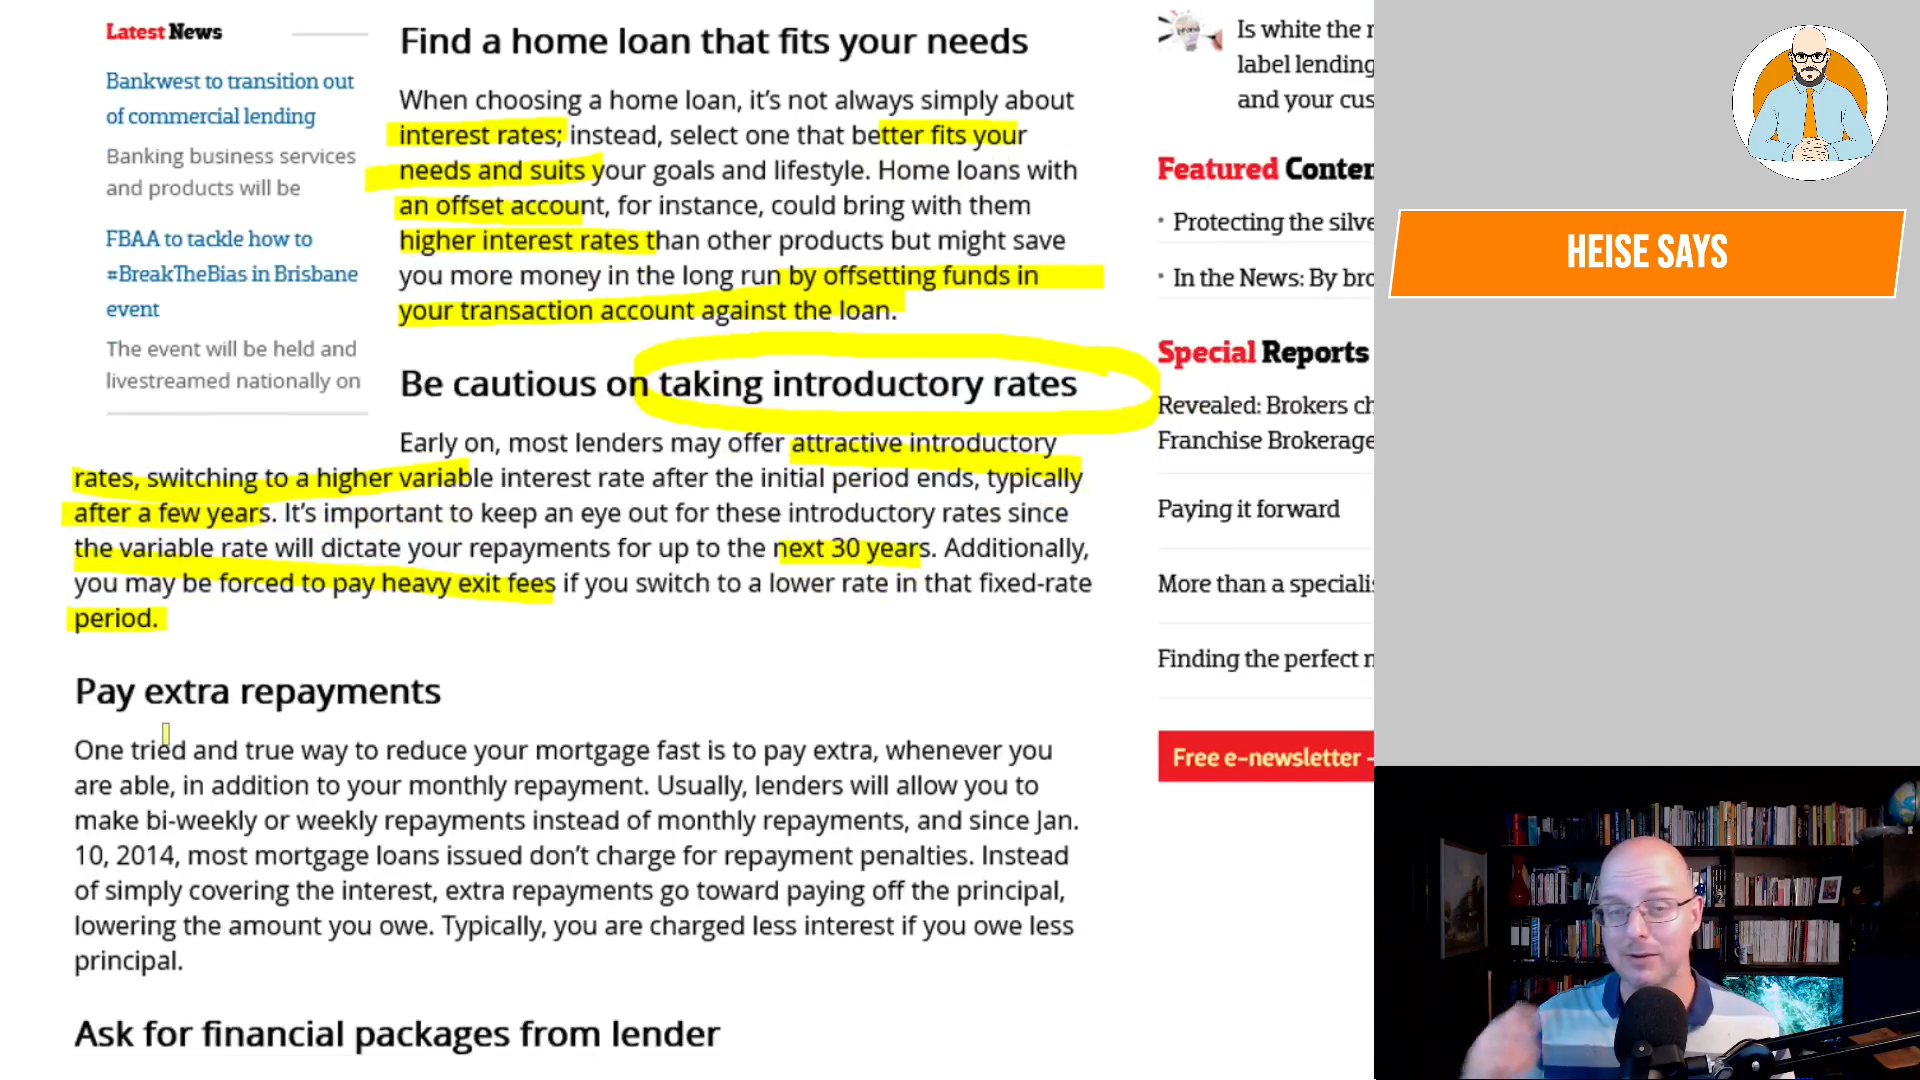 Latest News
Bankwest to transition out
of commercial lending
Banking business services
and products will be
FBAA to tackle how to
#BreakTheBias in Brisbane
event
The event will be held and
livestreamed nationally on
Find a home loan that fits your needs
When choosing a home loan, it’s not always simply about
interest rates; instead, select one that better fits your
needs and suits your goals and lifestyle. Home loans with
an offset account, for instance, could bring with them
higher interest rates than other products but might save
you more money in the long run by offsetting funds in
your transaction account against the loan.
Be cautious on taking introductory rates
Early on, most lenders may offer attractive introductory
rates, switching to a higher variable interest rate after the initial period ends, typically
after a few years. It’s important to keep an eye out for these introductory rates since
the variable rate will dictate your repayments for up to the next 30 years. Additionally,
you may be forced to pay heavy exit fees if you switch to a lower rate in that fixed-rate
period.
Pay extra repayments
One tried and true way to reduce your mortgage fast is to pay extra, whenever you
are able, in addition to your monthly repayment. Usually, lenders will allow you to
make bi-weekly or weekly repayments instead of monthly repayments, and since Jan.
10, 2014, most mortgage loans issued don’t charge for repayment penalties. Instead
of simply covering the interest, extra repayments go toward paying off the principal,
lowering the amount you owe. Typically, you are charged less interest if you owe less
principal.
Ask for financial packages from lender
Is white the
label lending
and your cus
Featured Conter
• Protecting the silve
• In the News: By bro
Special Reports
Revealed: Brokers ch
Franchise Brokerage
Paying it forward
More than a speciali
Finding the perfect
Free e-newsletter -
HEISE SAYS